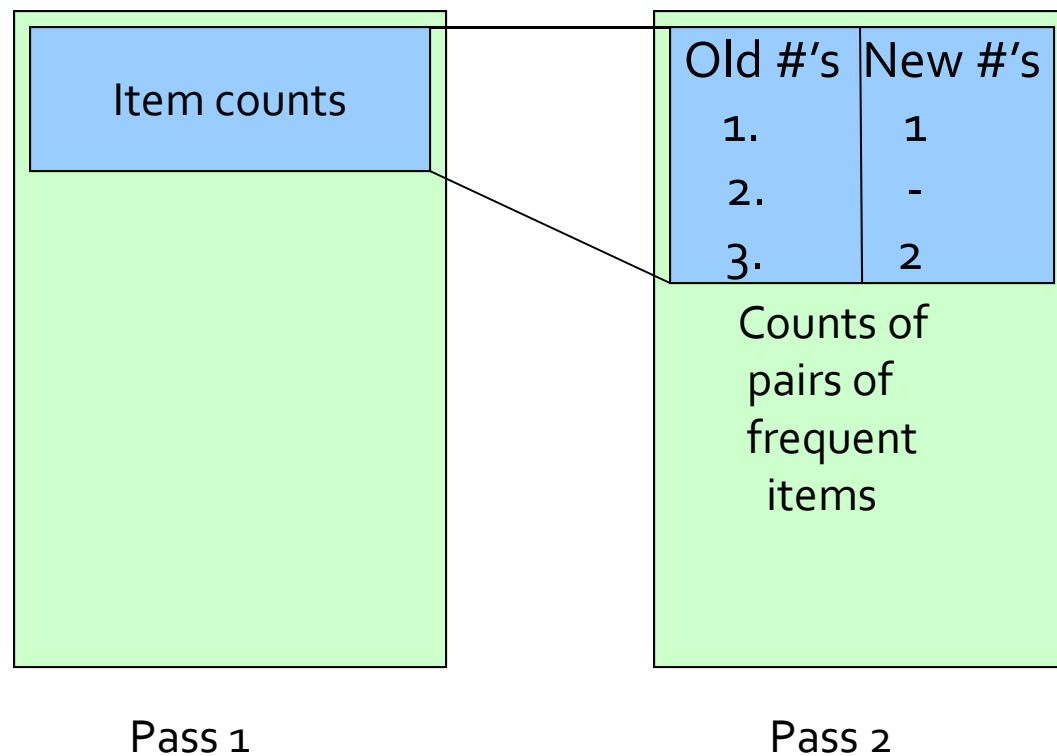 Item counts
Old #'s New #'s
1. 1
2. -
3. 2
Counts of
pairs of
frequent
items
Pass 1
Pass 2